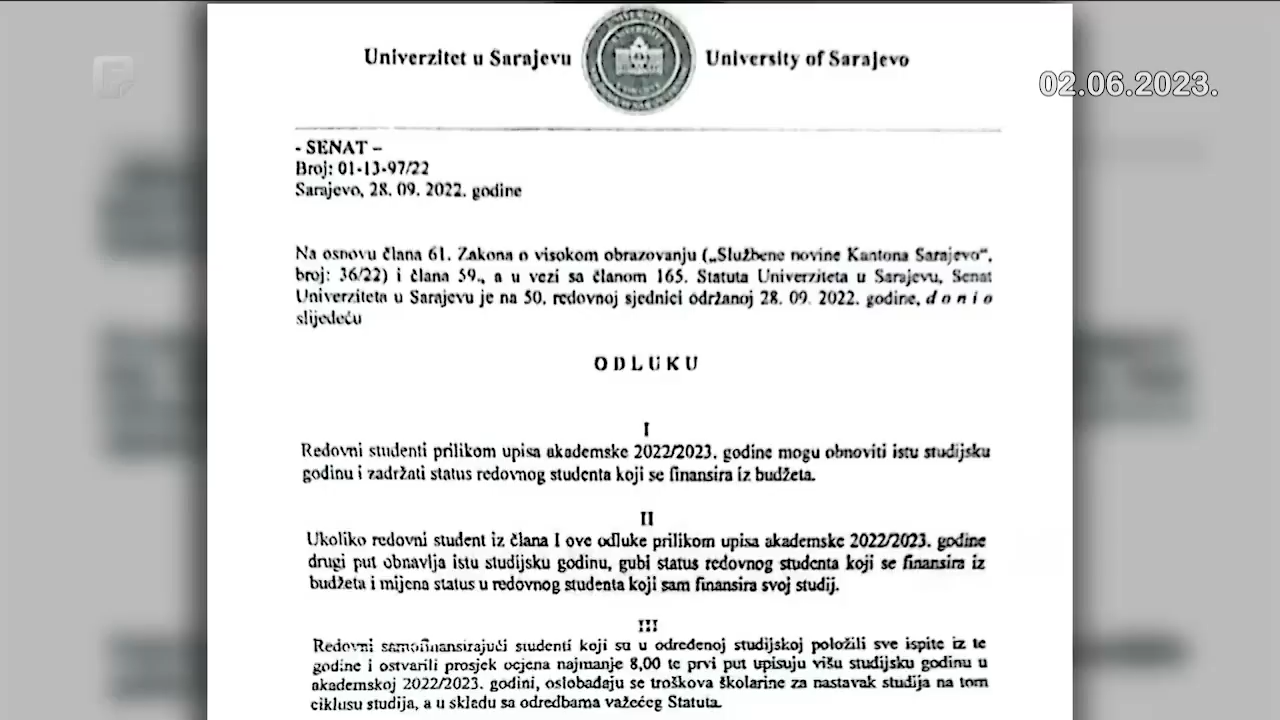 Univerzitet u Sarajevu University of Sarajevo
02.06.2023.
- SENAT –
Broj: 01-13-97/22
Sarajevo, 28. 09. 2022. godine
Na osnovu člana 61. Zakona o visokom obrazovanju („Službene novine Kantona Sarajevo“,
broj: 36/22) i člana 59., a u vezi sa članom 165. Statuta Univerziteta u Sarajevu, Senat
Univerziteta u Sarajevu je na 50. redovnoj sjednici održanoj 28. 09. 2022. godine, d o n i o
slijedeću
O D L U K U
I
Redovni studenti prilikom upisa akademske 2022/2023. godine mogu obnoviti istu studijsku
godinu i zadržati status redovnog studenta koji se finansira iz budžeta.
II
Ukoliko redovni student iz člana I ove odluke prilikom upisa akademske 2022/2023. godine
drugi put obnavlja istu studijsku godinu, gubi status redovnog studenta koji se finansira iz
budžeta i mijena status u redovnog studenta koji sam finansira svoj studij.
III
Redovni samofinansirajući studenti koji su u određenoj studijskoj položili sve ispite iz te
godine i ostvarili prosjek ocjena najmanje 8,00 te prvi put upisuju višu studijsku godinu u
akademskoj 2022/2023. godini, oslobađaju se troškova školarine za nastavak studija na tom
ciklusu studija, a u skladu sa odredbama važećeg Statuta.